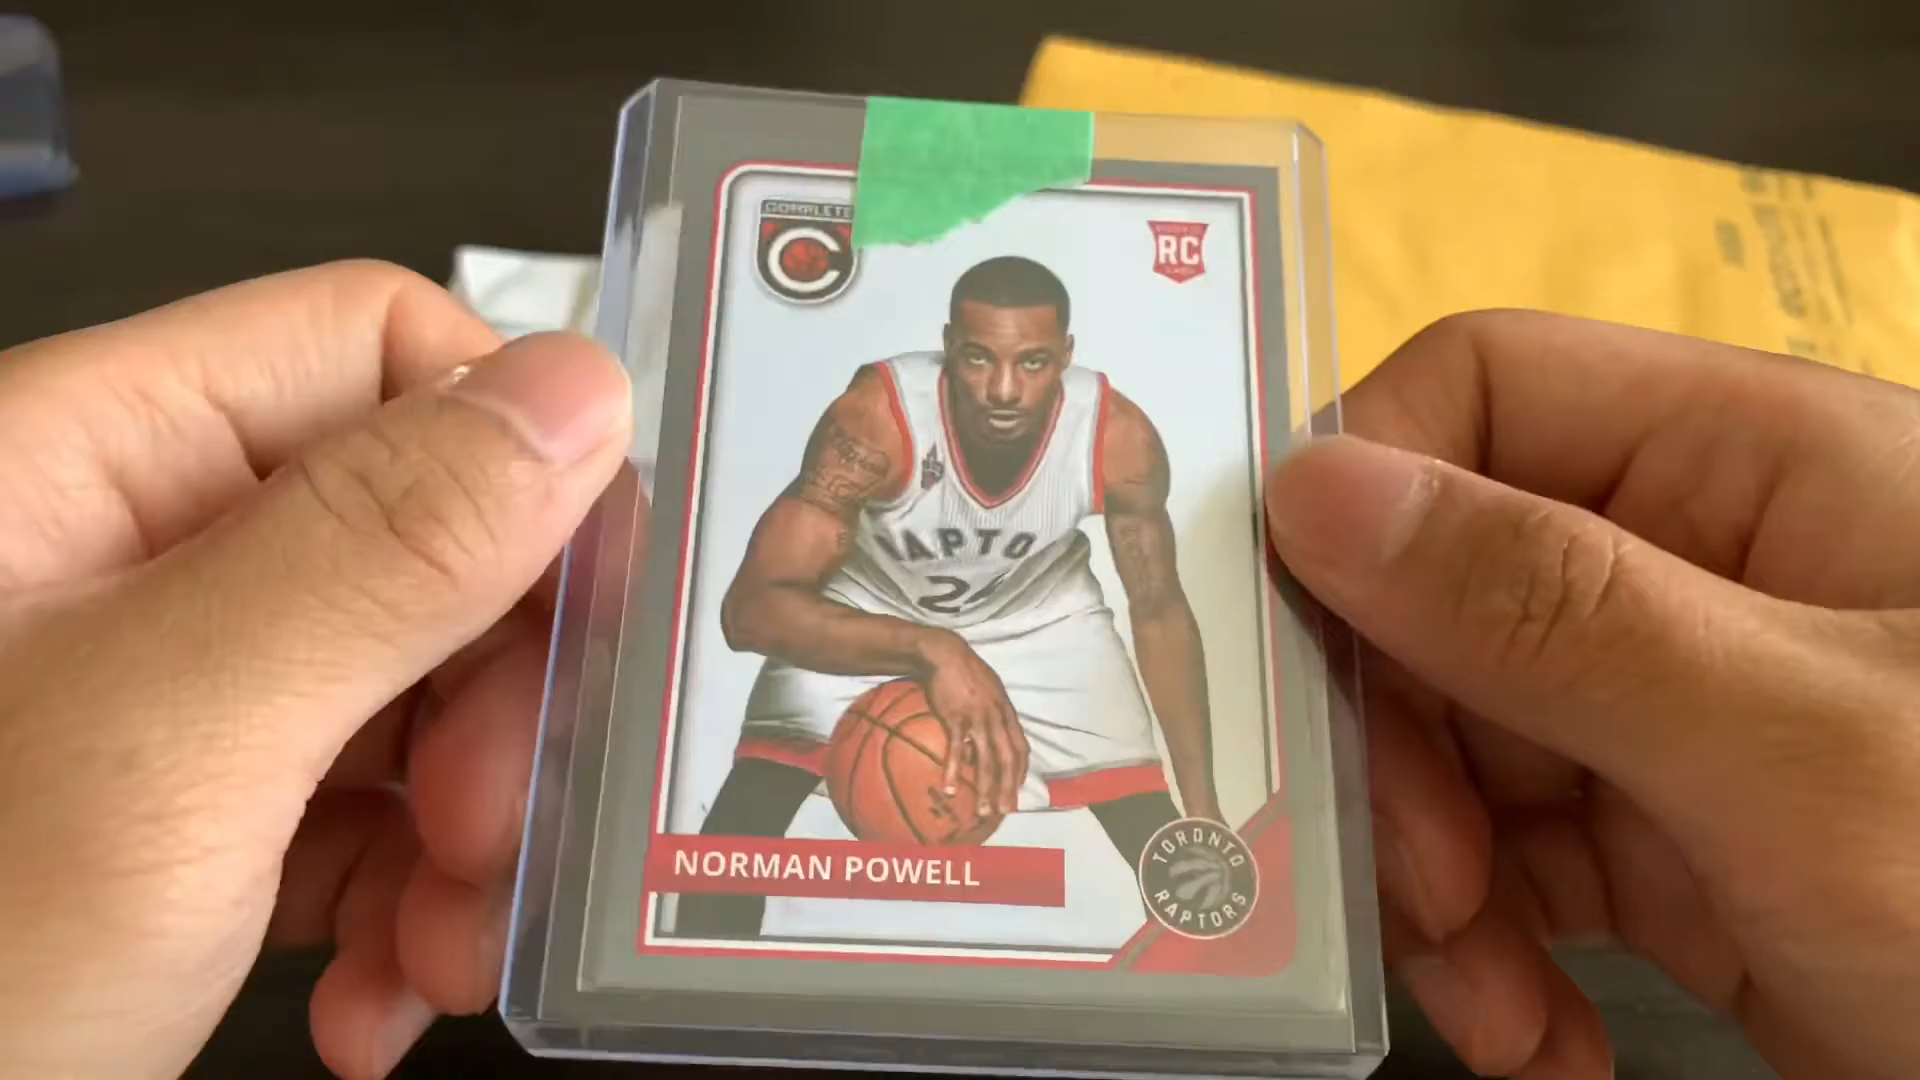 COMPLETE
C
RC
RAPTO
24
NORMAN POWELL
TORONTO
RAPTORS